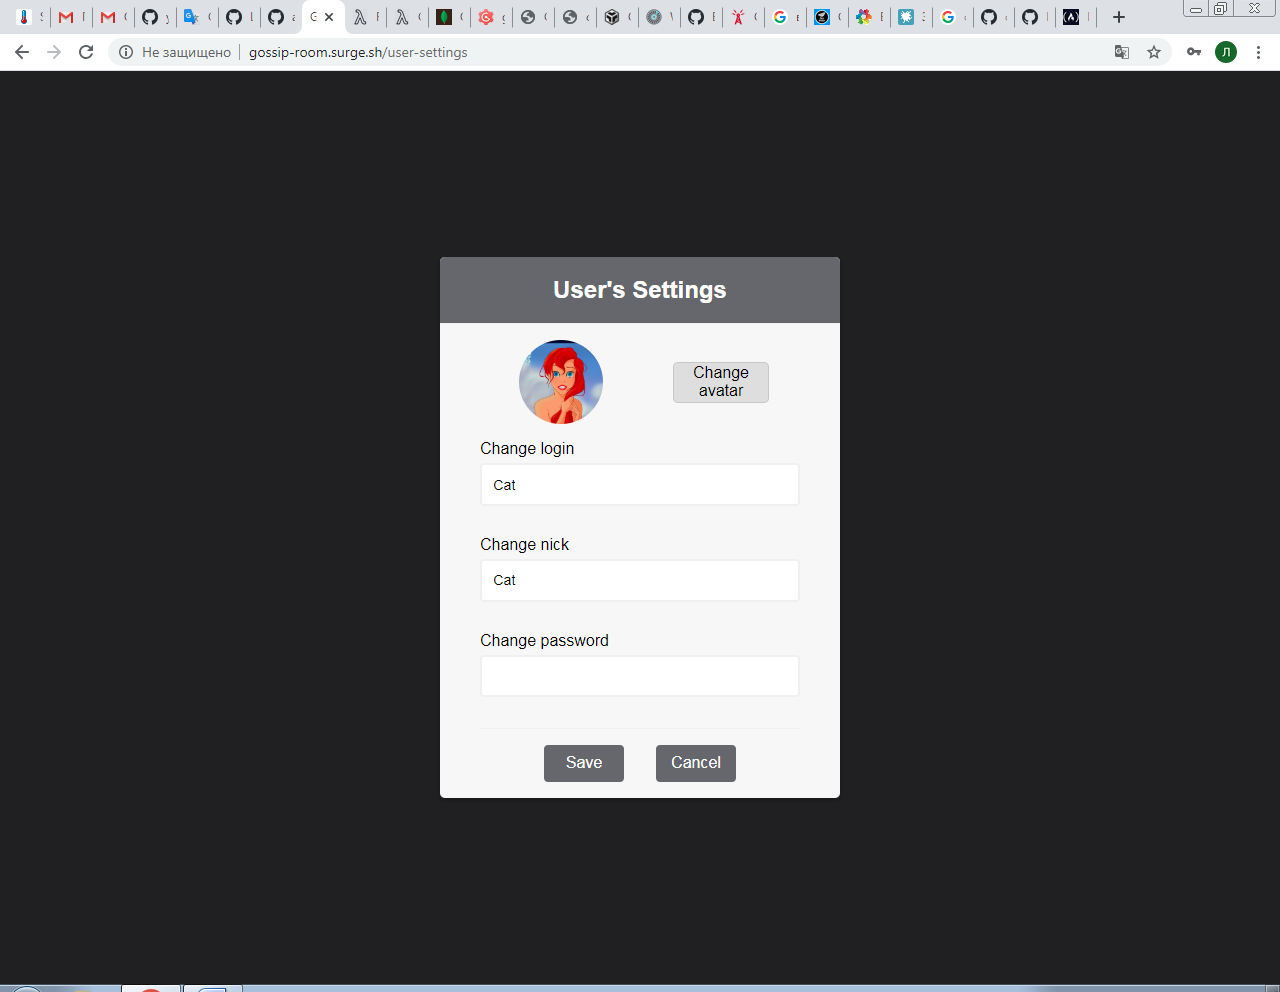 Не защищено
gossip-room.surge.sh/user-settings
Л
User's Settings
Change
avatar
Change login
Cat
Change nick
Cat
Change password
Save
Cancel